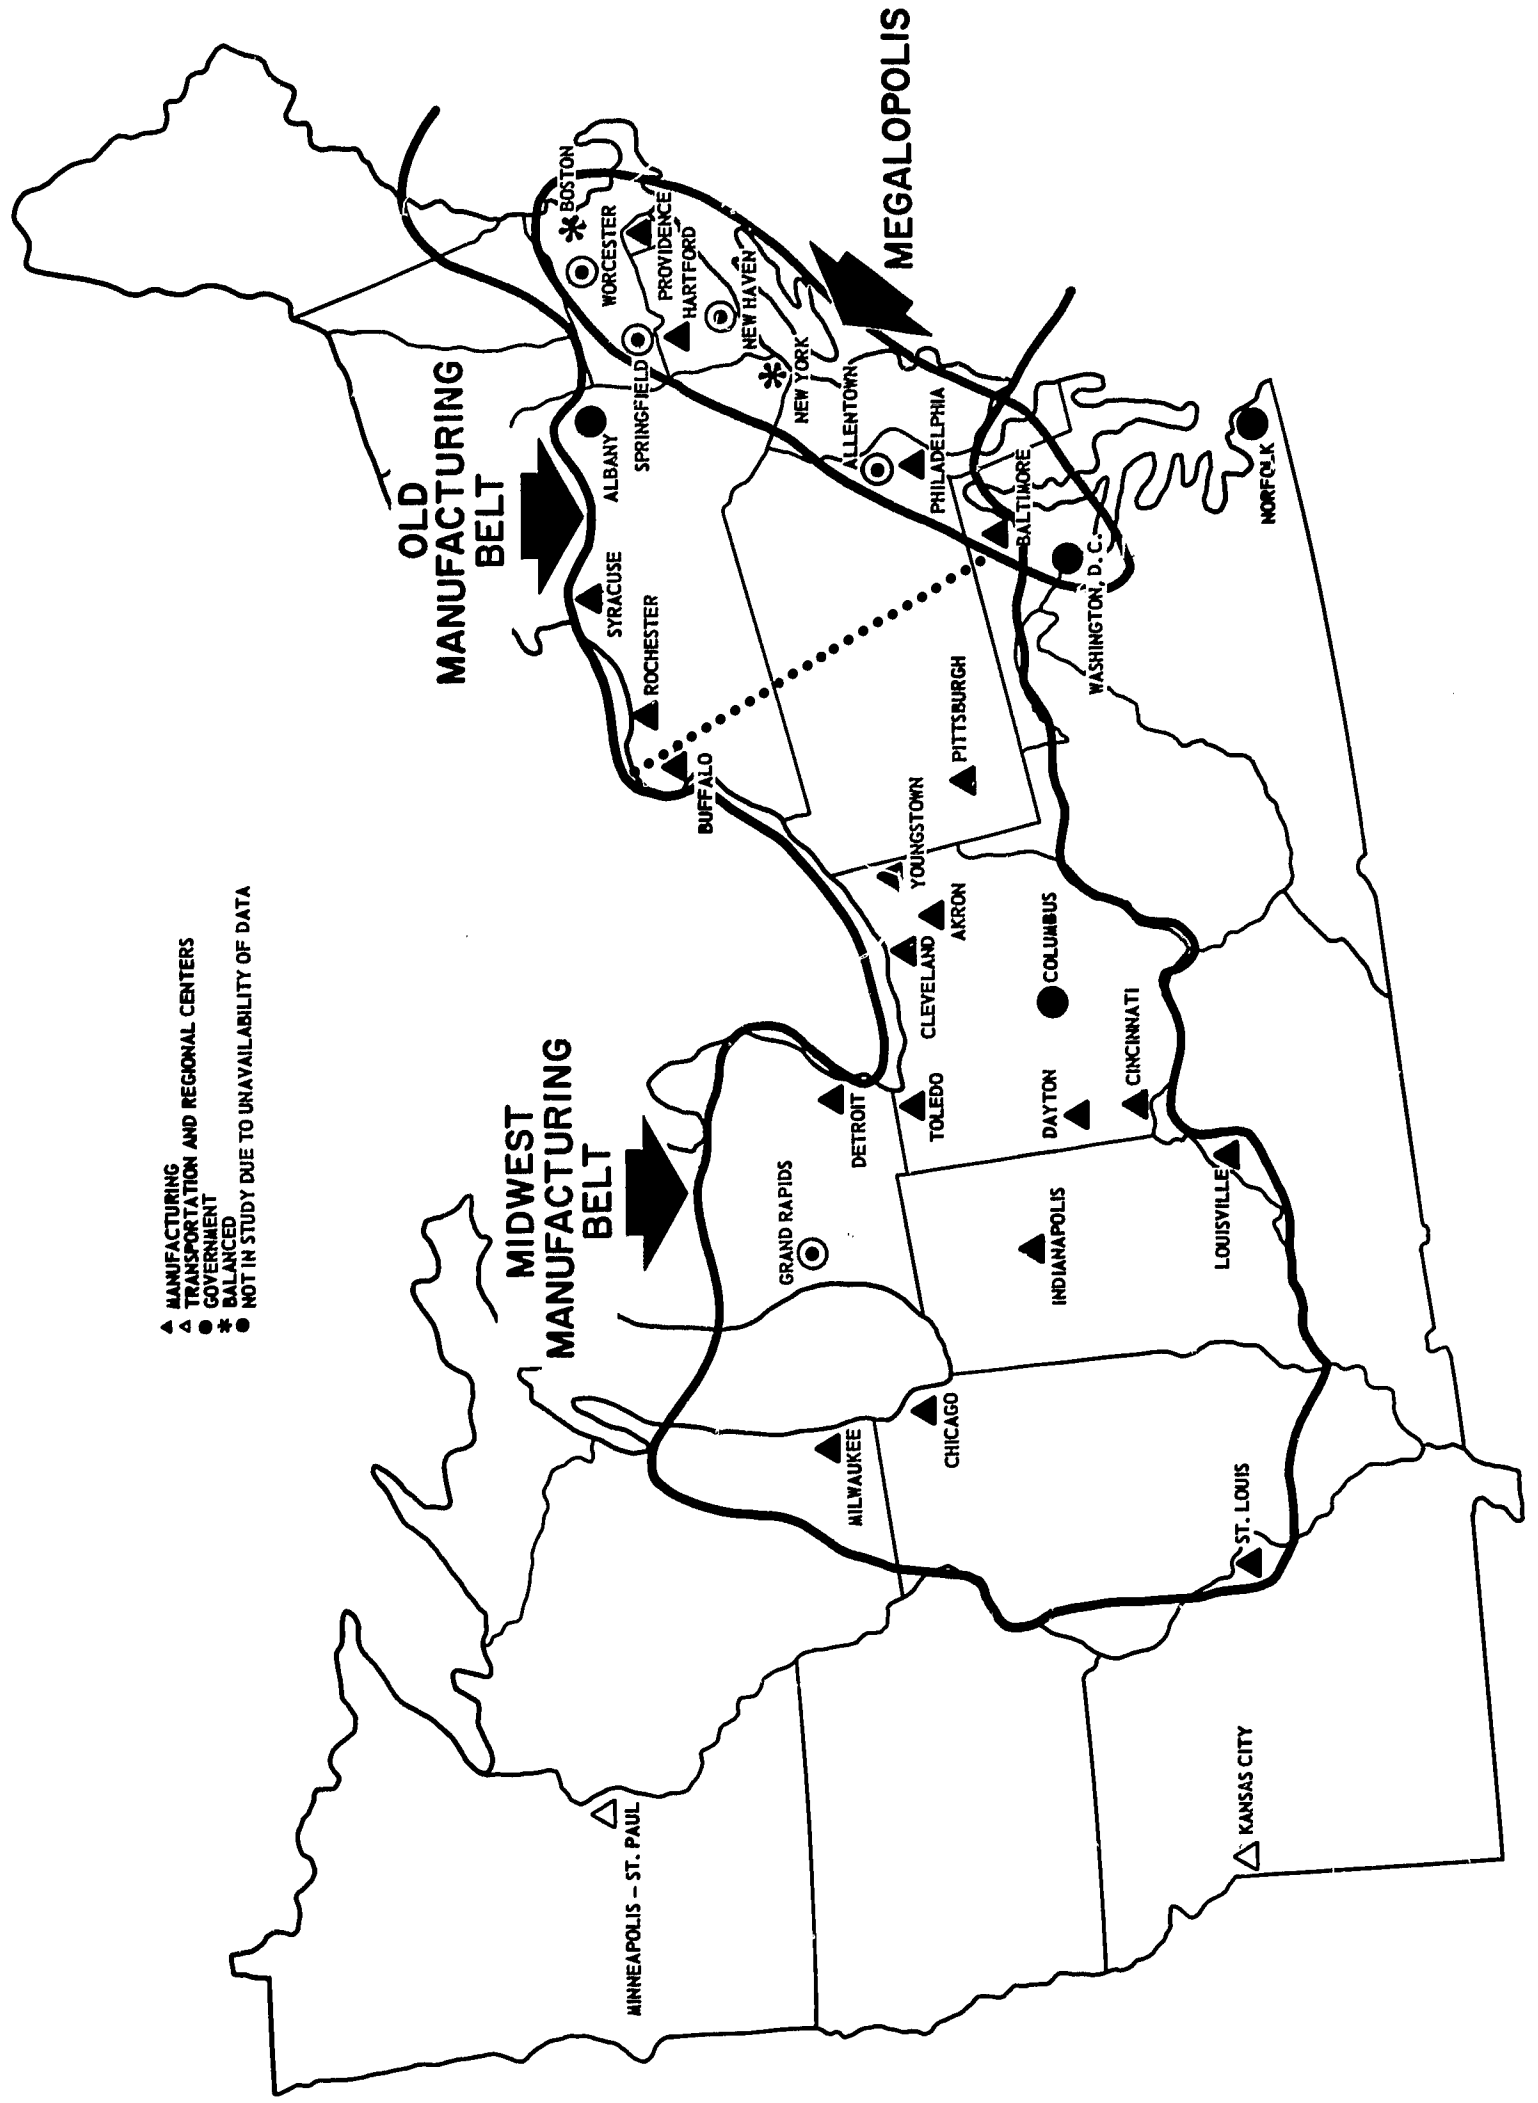 MANUFACTURING
TRANSPORTATION AND REGIONAL CENTERS
GOVERNMENT
BALANCED
NOT IN STUDY DUE TO UNAVAILABILITY OF DATA
OLD
MANUFACTURING
BELT
MIDWEST
MANUFACTURING
BELT
MEGALOPOLIS
MINNEAPOLIS – ST. PAUL
KANSAS CITY
MILWAUKEE
CHICAGO
ST. LOUIS
GRAND RAPIDS
DETROIT
TOLEDO
INDIANAPOLIS
LOUISVILLE
DAYTON
CINCINNATI
COLUMBUS
CLEVELAND
AKRON
YOUNGSTOWN
PITTSBURGH
BUFFALO
ROCHESTER
SYRACUSE
ALBANY
SPRINGFIELD
WORCESTER
BOSTON
PROVIDENCE
HARTFORD
NEW HAVEN
NEW YORK
ALLENTOWN
PHILADELPHIA
BALTIMORE
WASHINGTON, D.C.
NORFOLK